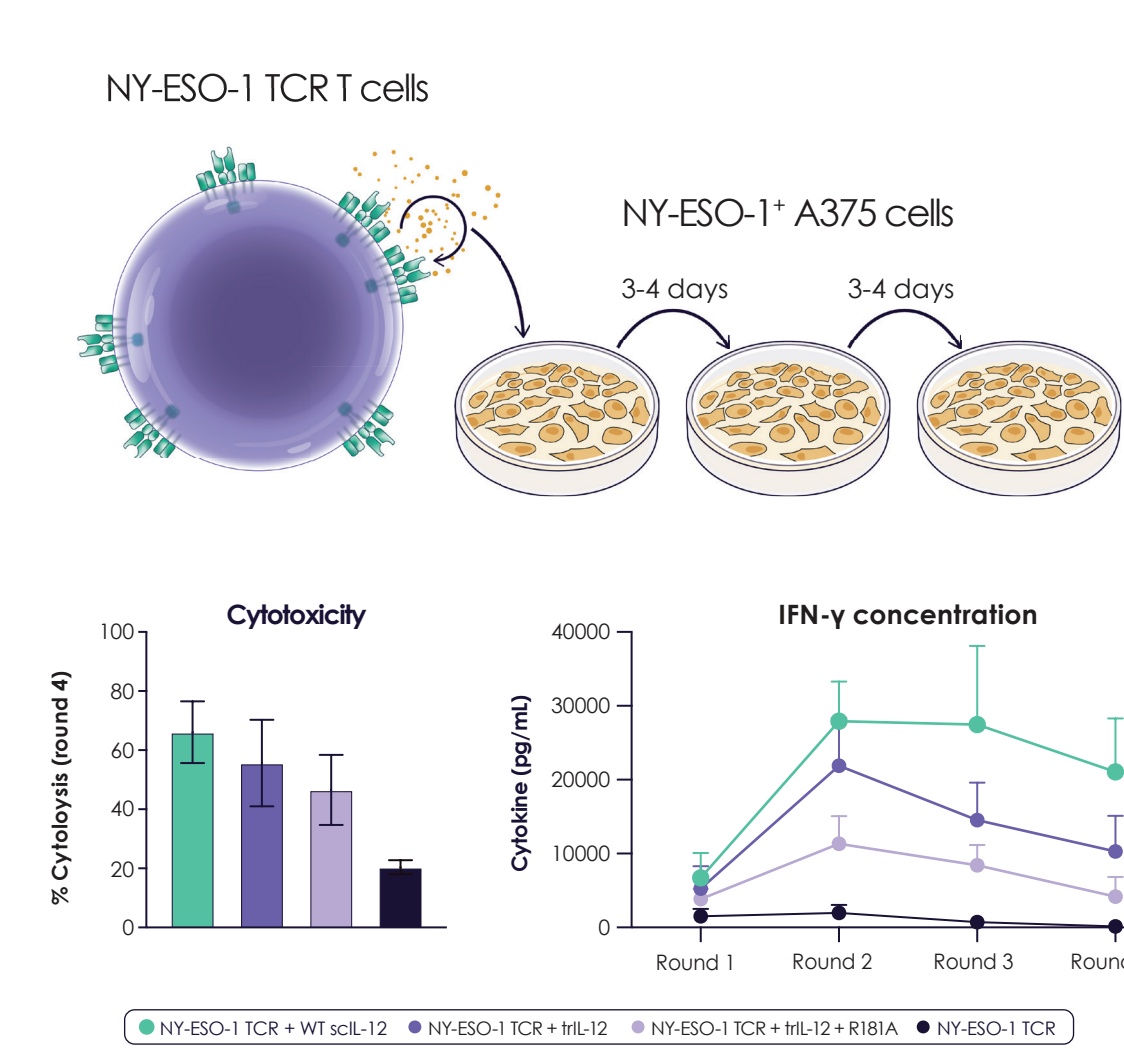 NY-ESO-1 TCR T cells
NY-ESO-1⁺ A375 cells
3-4 days
3-4 days
Cytotoxicity
% Cytoloysis (round 4)
100
80
60
40
20
0
IFN-γ concentration
Cytokine (pg/mL)
40000
30000
20000
10000
0
Round 1
Round 2
Round 3
NY-ESO-1 TCR + WT scIL-12
NY-ESO-1 TCR + trIL-12
NY-ESO-1 TCR + trIL-12 + R181A
NY-ESO-1 TCR